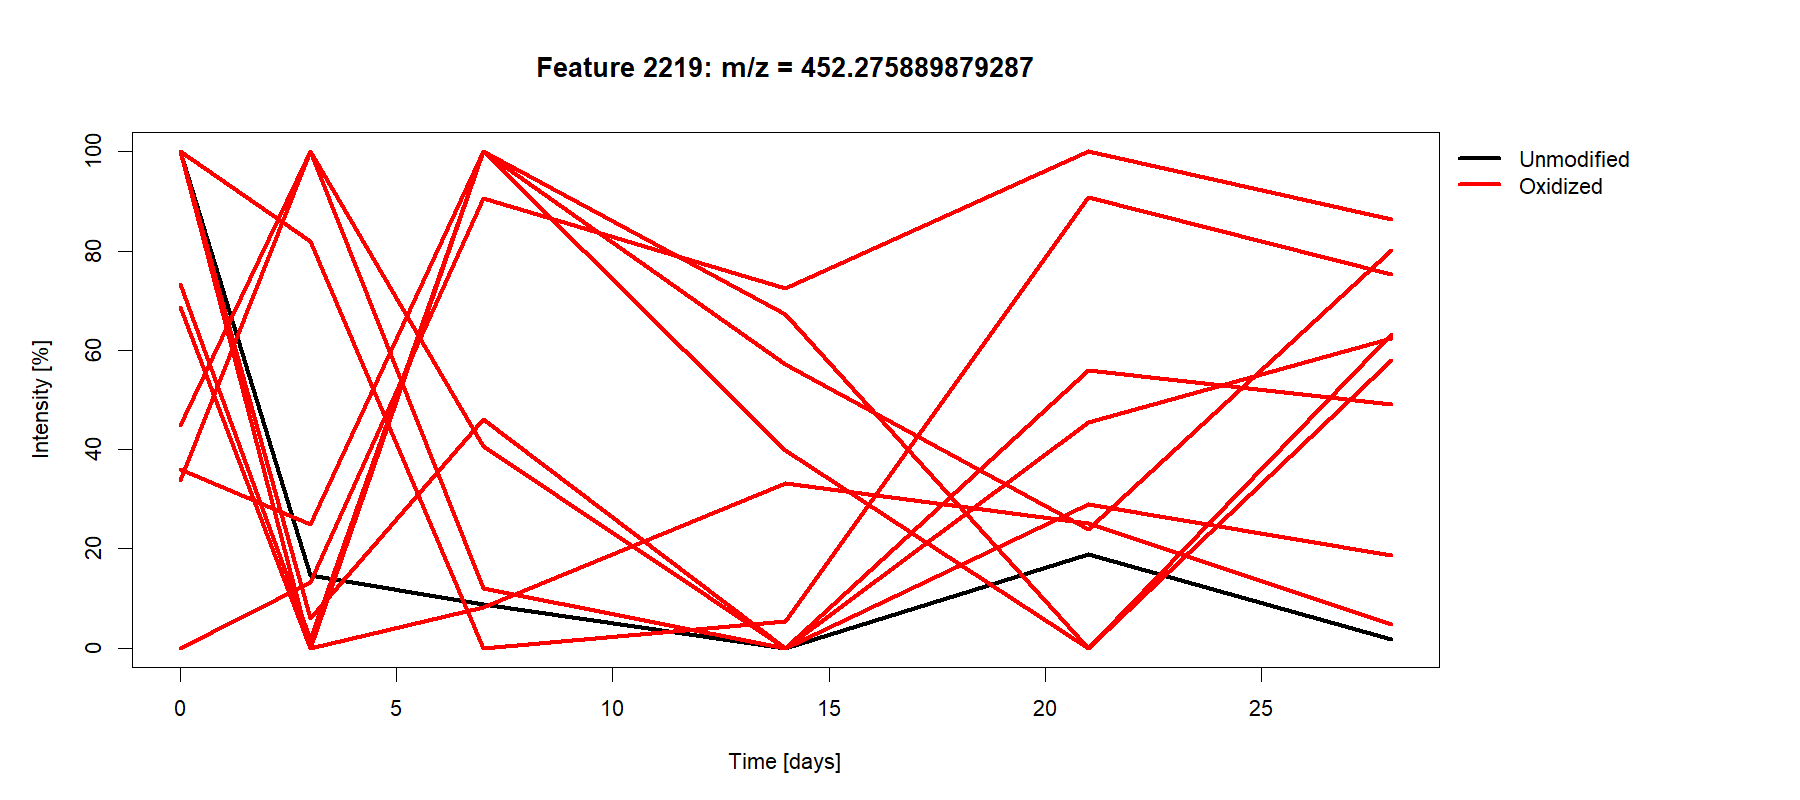 Feature 2219: m/z = 452.275889879287
Unmodified
Oxidized
Intensity [%]
100
80
60
40
20
0
0 5 10 15 20 25
Time [days]